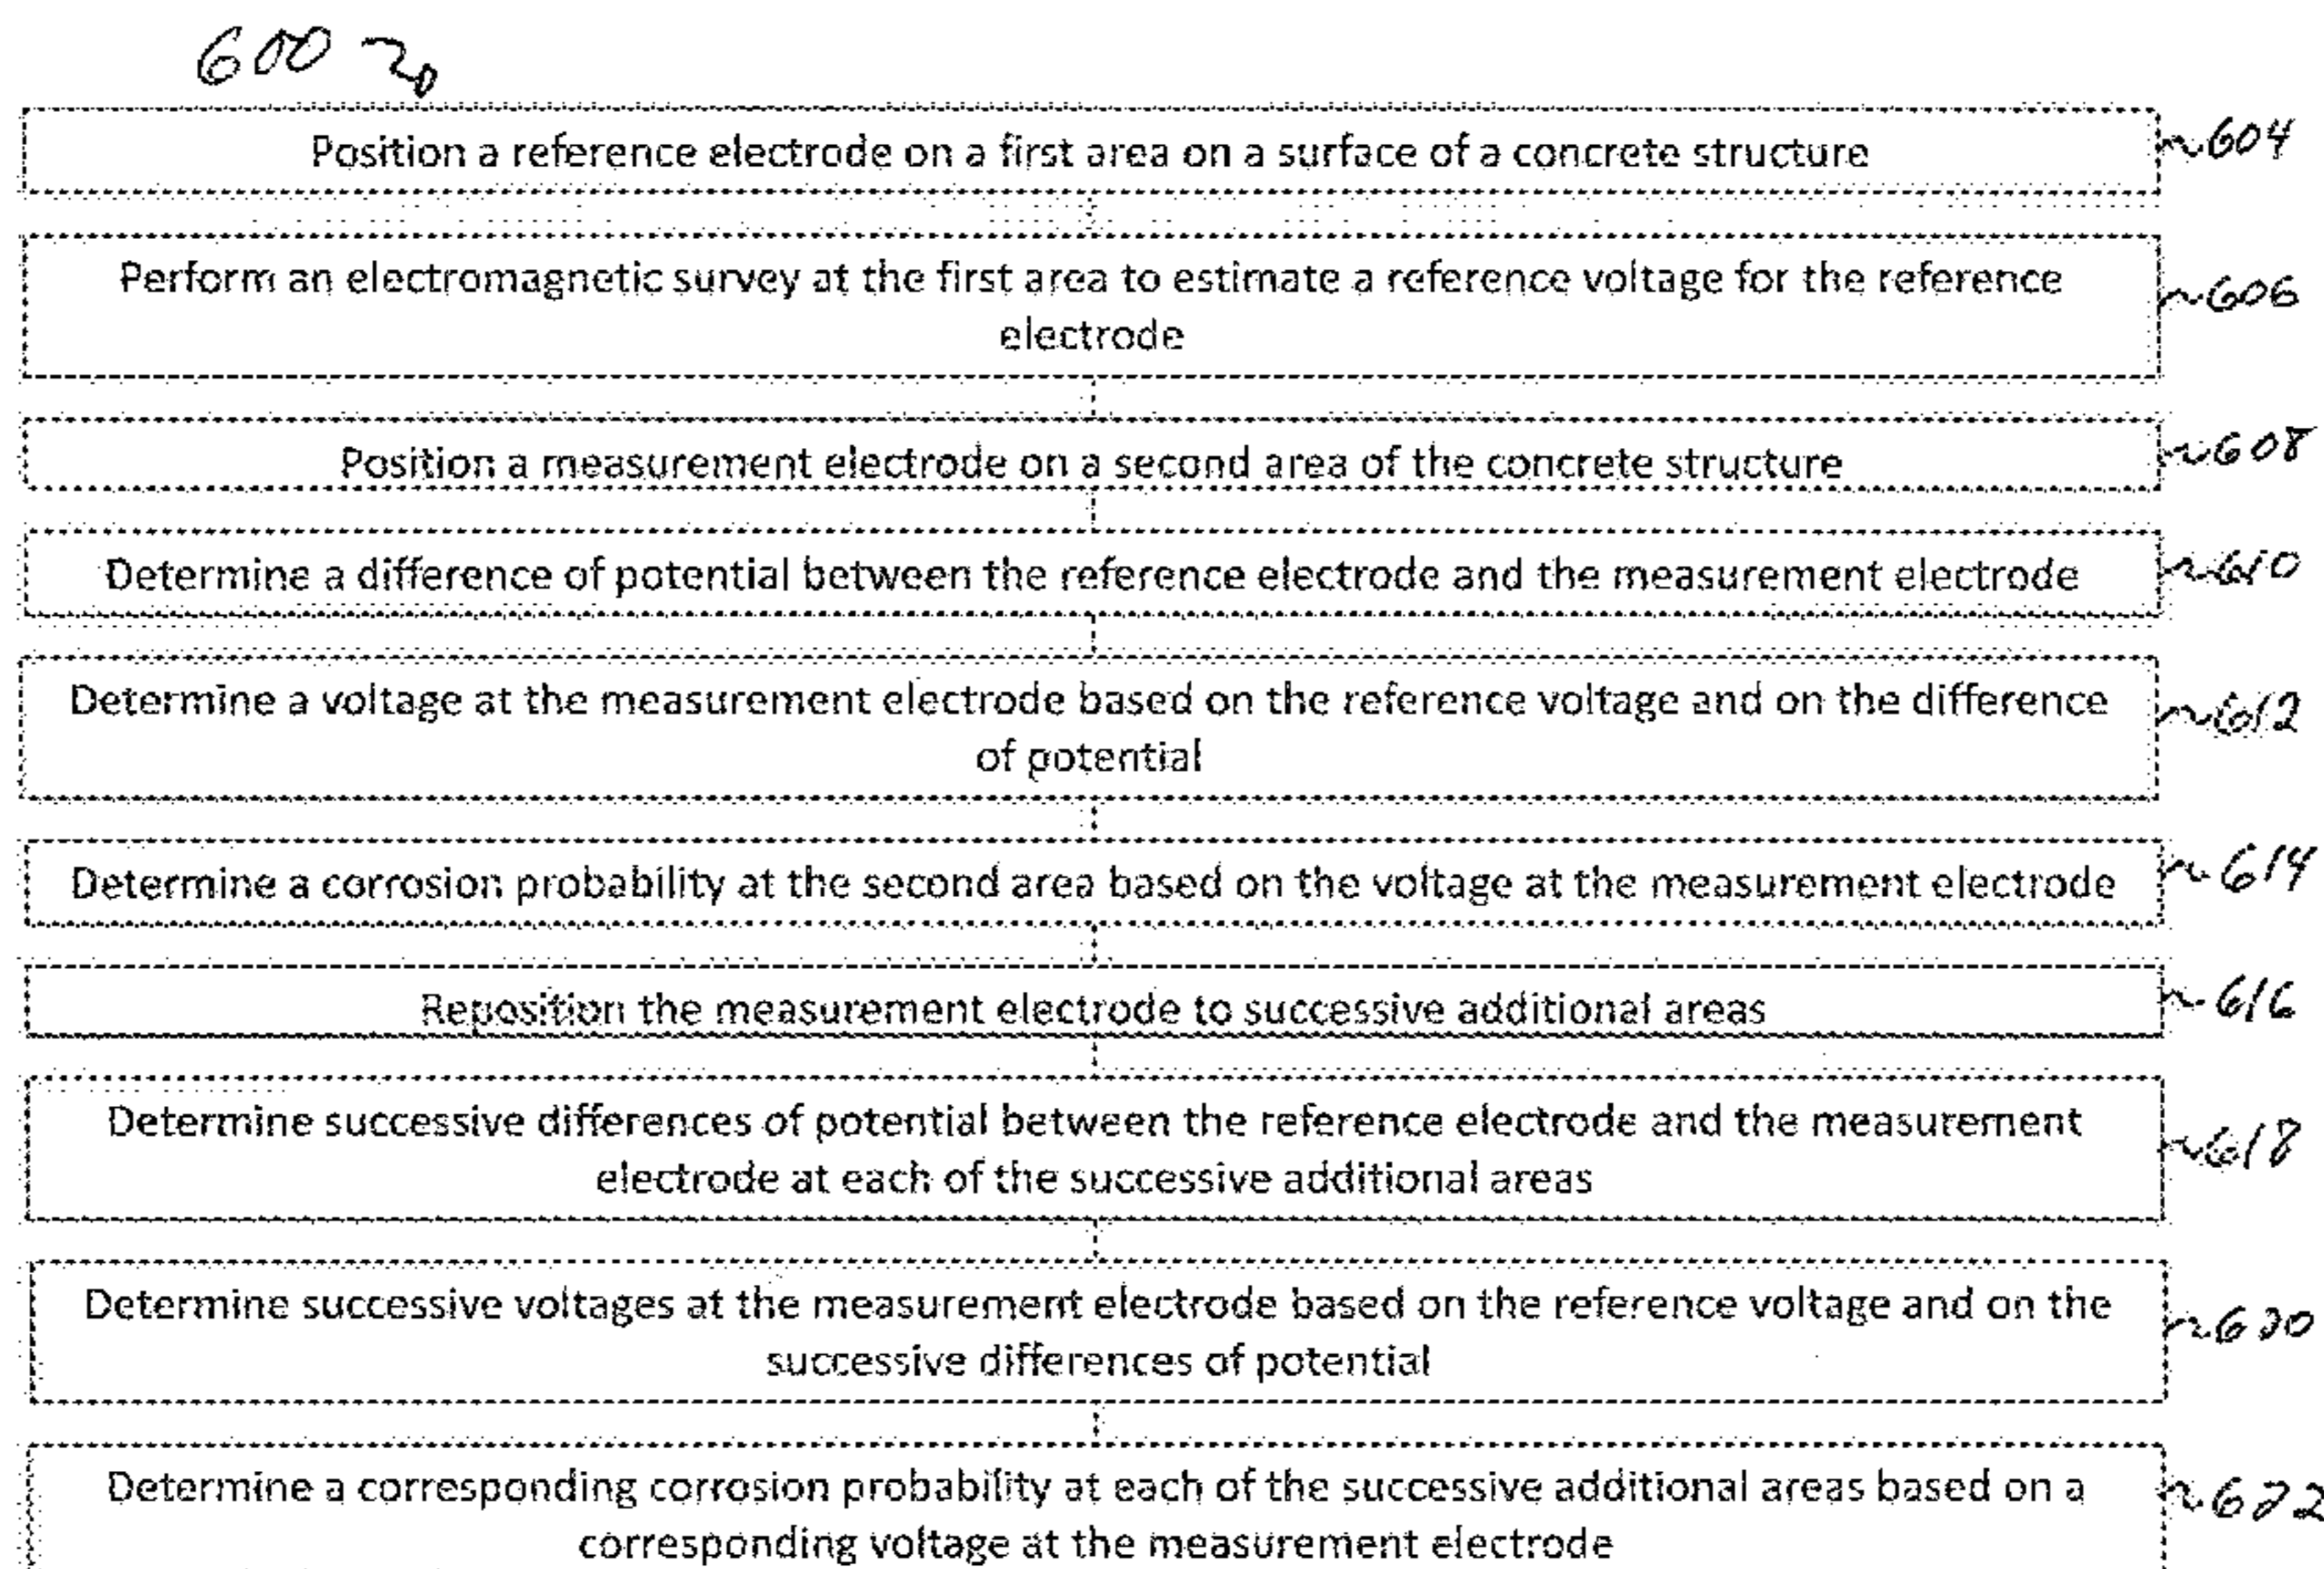 600
Position a reference electrode on a first area on a surface of a concrete structure
~604
Perform an electromagnetic survey at the first area to estimate a reference voltage for the reference
electrode
~606
Position a measurement electrode on a second area of the concrete structure
~608
Determine a difference of potential between the reference electrode and the measurement electrode
~610
Determine a voltage at the measurement electrode based on the reference voltage and on the difference
of potential
~612
Determine a corrosion probability at the second area based on the voltage at the measurement electrode
~614
Reposition the measurement electrode to successive additional areas
~616
Determine successive differences of potential between the reference electrode and the measurement
electrode at each of the successive additional areas
~618
Determine successive voltages at the measurement electrode based on the reference voltage and on the
successive differences of potential
~620
Determine a corresponding corrosion probability at each of the successive additional areas based on a
corresponding voltage at the measurement electrode
~622